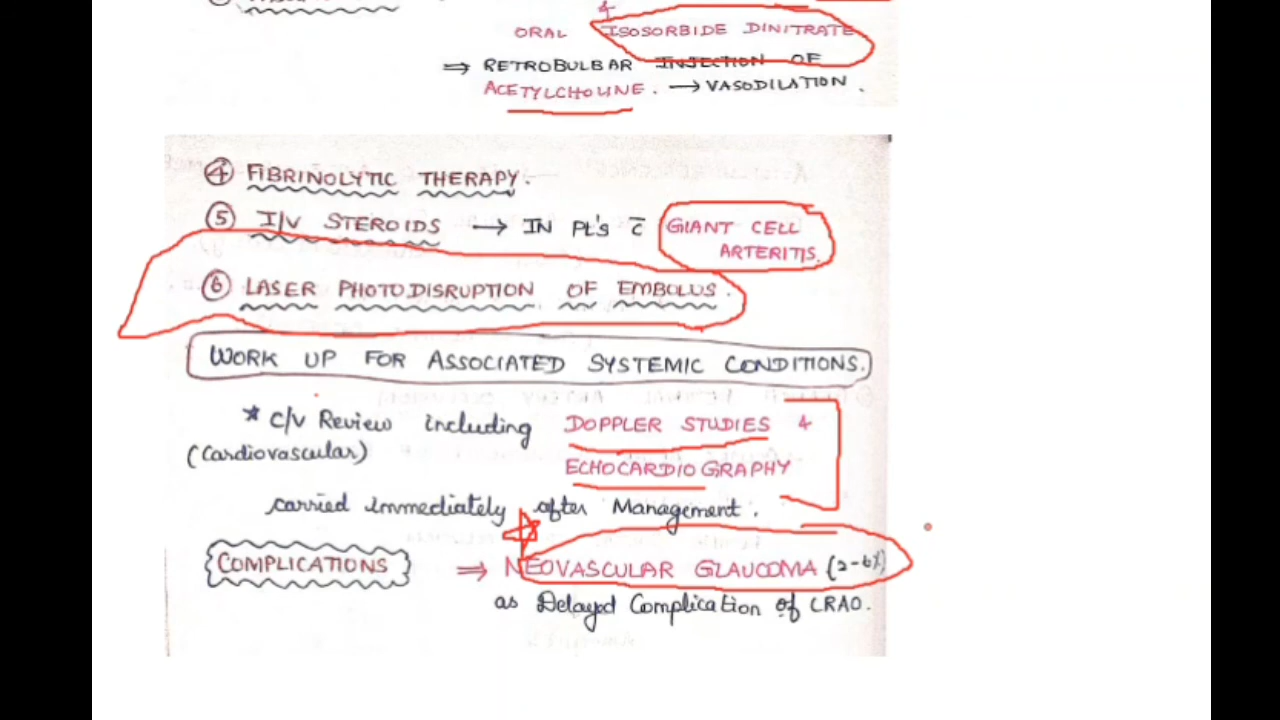 &
ORAL ISOSORBIDE DINITRATE
⇒ RETROBULBAR INJECTION OF
ACETYLCHOLINE. → VASODILATION.
④ FIBRINOLYTIC THERAPY.
⑤ I/V STEROIDS → IN Pt's c̄ GIANT CELL
ARTERITIS.
⑥ LASER PHOTODISRUPTION OF EMBOLUS.
WORK UP FOR ASSOCIATED SYSTEMIC CONDITIONS.
* C/V Review including DOPPLER STUDIES &
(Cardiovascular) ECHOCARDIOGRAPHY
carried immediately after Management.
COMPLICATIONS ⇒ NEOVASCULAR GLAUCOMA (2-6%)
as Delayed Complication of CRAO.